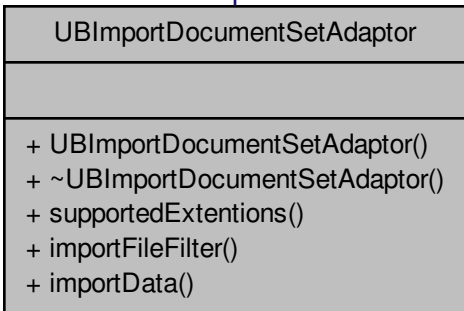 UBImportDocumentSetAdaptor
+ UBImportDocumentSetAdaptor()
+ ~UBImportDocumentSetAdaptor()
+ supportedExtentions()
+ importFileFilter()
+ importData()